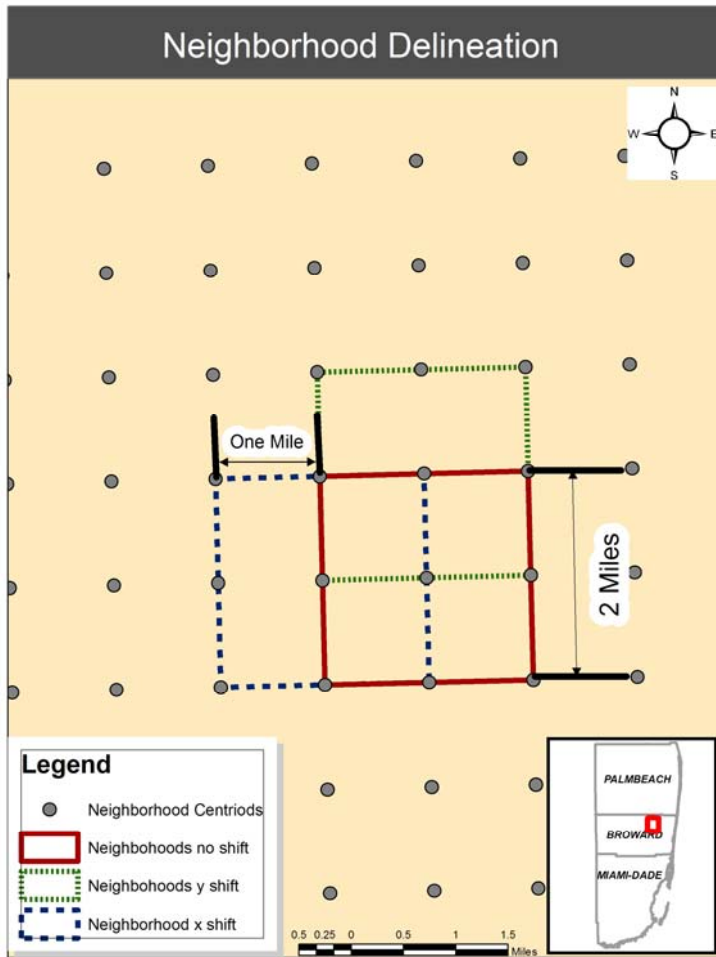 Neighborhood Delineation
N
W E
S
One Mile
2 Miles
Legend
Neighborhood Centriods
Neighbohoods no shift
Neigbohoods y shift
Neighborhood x shift
0.5 0.25 0 0.5 1 1.5
Miles
PALMBEACH
BROWARD
MIAMI-DADE